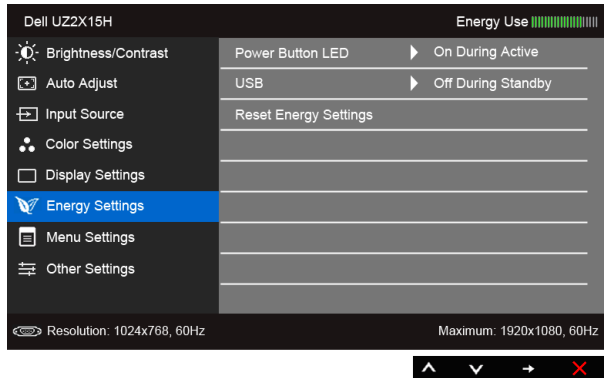 Dell UZ2X15H Energy Use
Brightness/Contrast Power Button LED On During Active
Auto Adjust USB Off During Standby
Input Source Reset Energy Settings
Color Settings
Display Settings
Energy Settings
Menu Settings
Other Settings
Resolution: 1024x768, 60Hz Maximum: 1920x1080, 60Hz